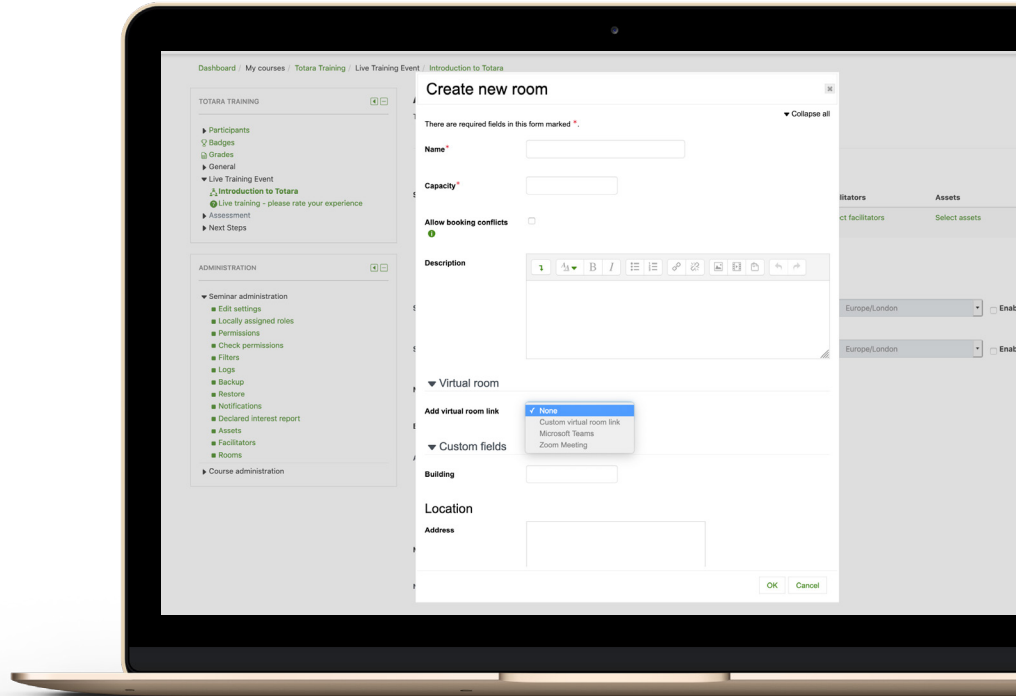 Dashboard / My courses / Totara Training / Live Training Event / Introduction to Totara
TOTARA TRAINING
Participants
Badges
Grades
General
Live Training Event
Introduction to Totara
Live training - please rate your experience
Assessment
Next Steps
ADMINISTRATION
Seminar administration
Edit settings
Locally assigned roles
Permissions
Check permissions
Filters
Logs
Backup
Restore
Notifications
Declared interest report
Assets
Facilitators
Rooms
Course administration
Create new room
Collapse all
There are required fields in this form marked *.
Name*
Capacity*
Allow booking conflicts
Description
B I
Virtual room
Add virtual room link
✓ None
Custom virtual room link
Microsoft Teams
Zoom Meeting
Custom fields
Building
Location
Address
OK Cancel
Assets
Select assets
Europe/London
Europe/London